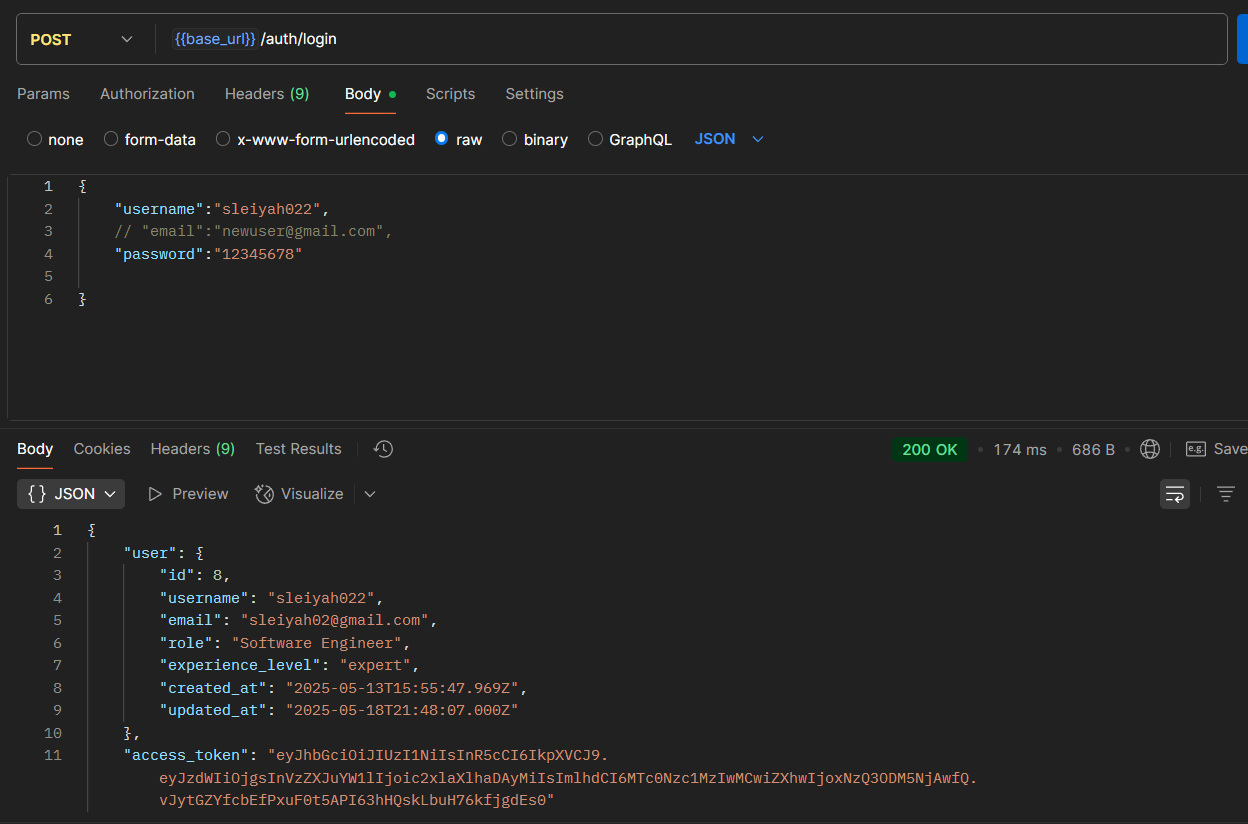 POST {{base_url}} /auth/login
Params Authorization Headers (9) Body Scripts Settings
none form-data x-www-form-urlencoded raw binary GraphQL JSON
1 {
2 "username":"sleiyah022",
3 // "email":"newuser@gmail.com",
4 "password":"12345678"
5
6 }
Body Cookies Headers (9) Test Results 200 OK 174 ms 686 B e.g. Save
{} JSON Preview Visualize
1 {
2 "user": {
3 "id": 8,
4 "username": "sleiyah022",
5 "email": "sleiyah02@gmail.com",
6 "role": "Software Engineer",
7 "experience_level": "expert",
8 "created_at": "2025-05-13T15:55:47.969Z",
9 "updated_at": "2025-05-18T21:48:07.000Z"
10 },
11 "access_token": "eyJhbGciOiJIUzI1NiIsInR5cCI6IkpXVCJ9.
eyJzdWIiOjgsInVzZXJuYW1lIjoic2xlaXlhaDAyMiIsImlhdCI6MTc0Nzc1MzIwMCwiZXhwIjoxNzQ3ODM5NjAwfQ.
vJytGZYfcbEfPxuF0t5API63hHQskLbuH76kfjgdEs0"